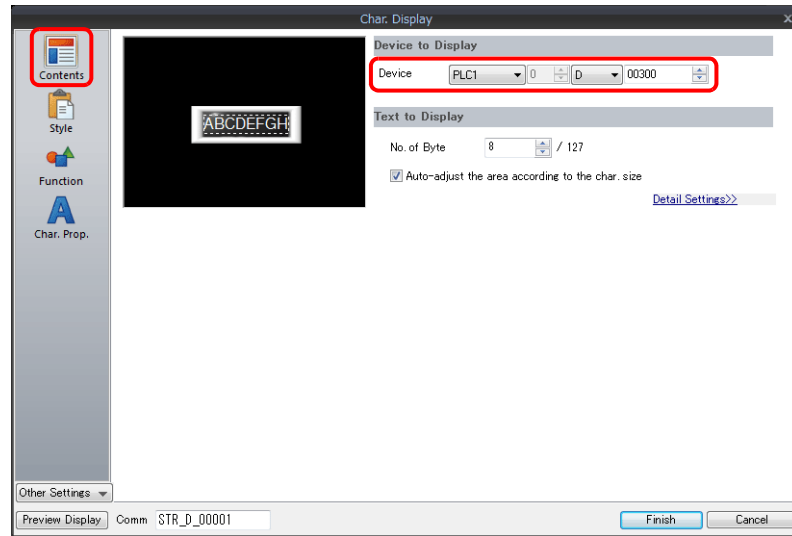 Char. Display
x
Contents
Style
Function
Char. Prop.
ABCDEFGH
Device to Display
Device PLC1 0 D 00300
Text to Display
No. of Byte 8 / 127
Auto-adjust the area according to the char. size
Detail Settings>>
Other Settings
Preview Display Comm STR_D_00001 Finish Cancel